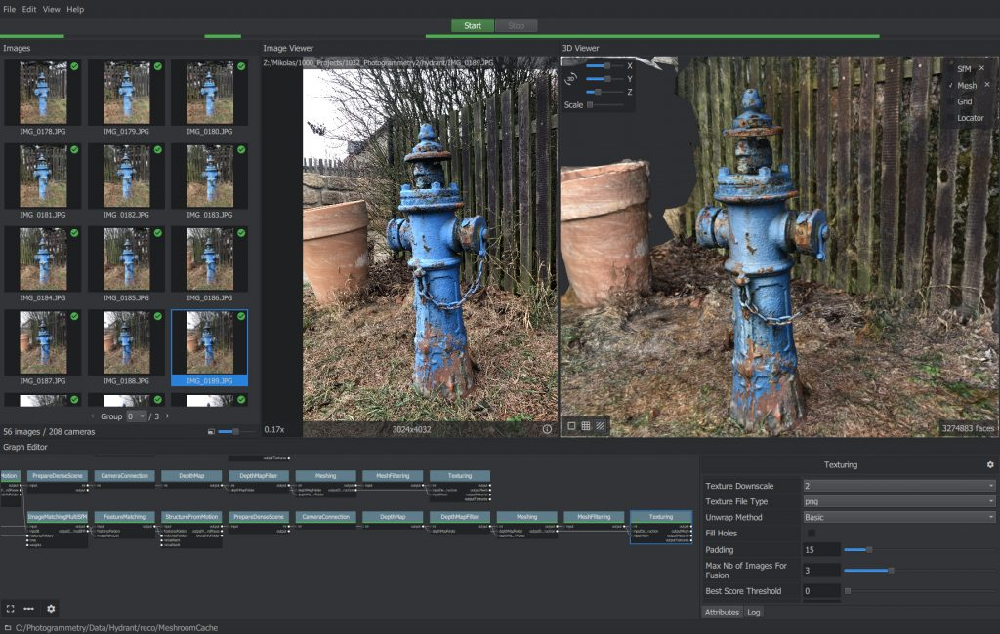 File Edit View Help
Start Stop
Images
IMG_0178.JPG IMG_0179.JPG IMG_0180.JPG
IMG_0181.JPG IMG_0182.JPG IMG_0183.JPG
IMG_0184.JPG IMG_0185.JPG IMG_0186.JPG
IMG_0187.JPG IMG_0188.JPG IMG_0189.JPG
Group 0 / 3
56 images / 208 cameras
Image Viewer
Z:/Mikolas/1000_Projects/1032_Photogrammetry2/hydrant/IMG_0189.JPG
0.17x 3024x4032
3D Viewer
X
Y
Z
Scale
SfM
Mesh
Grid
Locator
3274883 faces
Graph Editor
PrepareDenseScene CameraConnection DepthMap DepthMapFilter Meshing MeshFiltering Texturing
ImageMatchingMultiSfM FeatureMatching StructureFromMotion PrepareDenseScene CameraConnection DepthMap DepthMapFilter Meshing MeshFiltering Texturing
Texturing
Texture Downscale 2
Texture File Type png
Unwrap Method Basic
Fill Holes
Padding 15
Max Nb of Images For
Fusion 3
Best Score Threshold 0
Attributes Log
C:/Photogrammetry/Data/Hydrant/reco/MeshroomCache